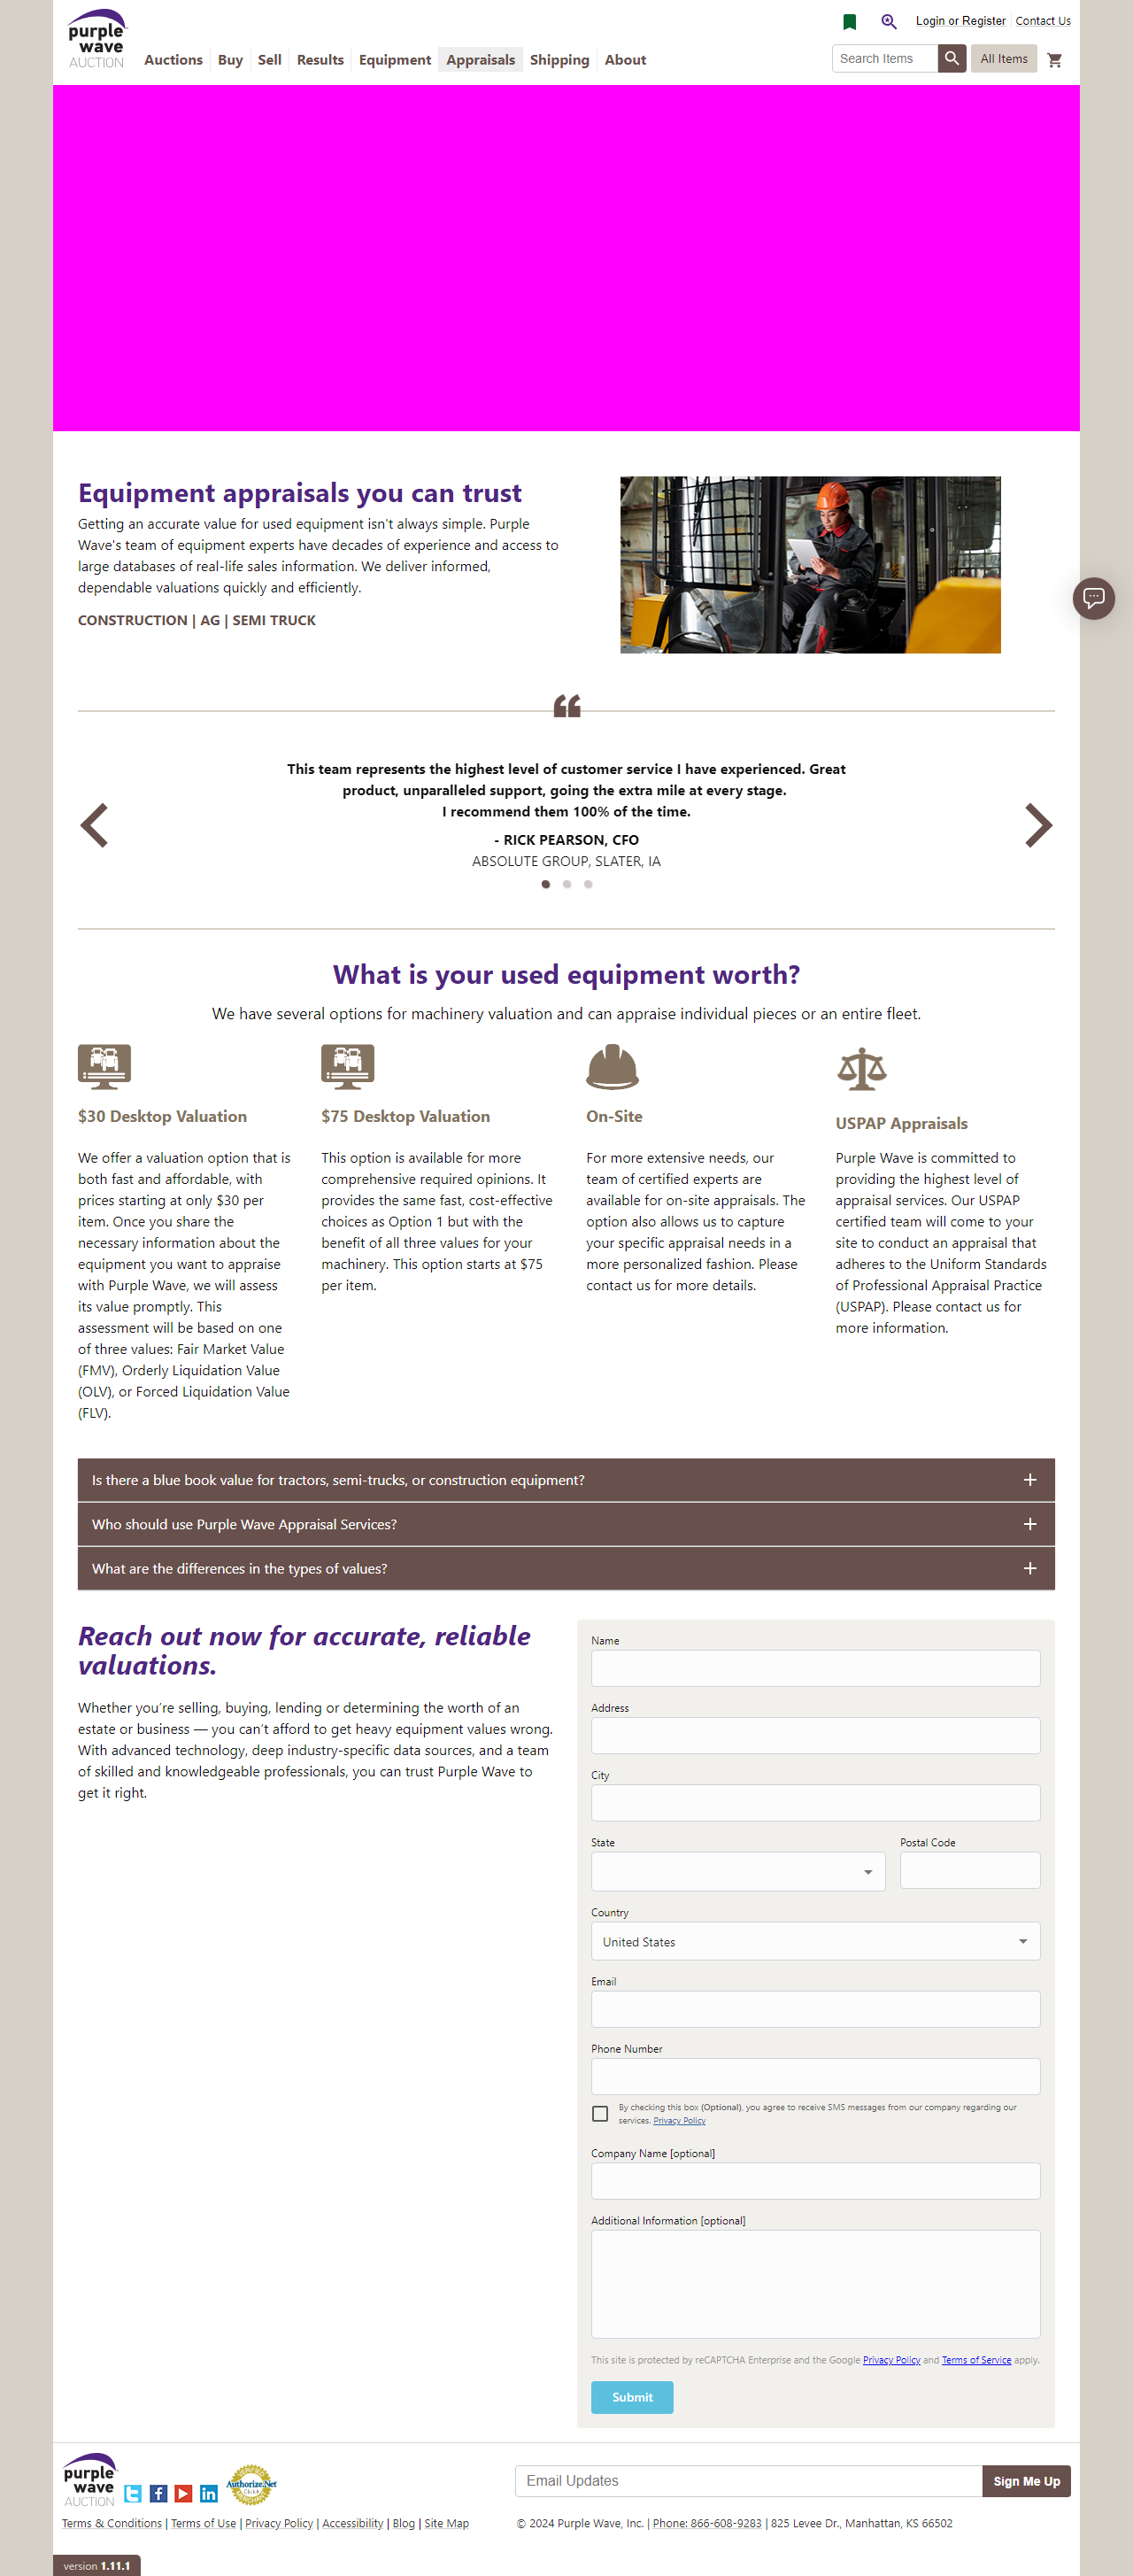 purple
wave
AUCTION
Login or Register
Contact Us
Auctions
Buy
Sell
Results
Equipment
Appraisals
Shipping
About
Search Items
All Items
Equipment appraisals you can trust
Getting an accurate value for used equipment isn't always simple. Purple
Wave's team of equipment experts have decades of experience and access to
large databases of real-life sales information. We deliver informed,
dependable valuations quickly and efficiently.
CONSTRUCTION | AG | SEMI TRUCK
This team represents the highest level of customer service I have experienced. Great
product, unparalleled support, going the extra mile at every stage.
I recommend them 100% of the time.
- RICK PEARSON, CFO
ABSOLUTE GROUP, SLATER, IA
What is your used equipment worth?
We have several options for machinery valuation and can appraise individual pieces or an entire fleet.
$30 Desktop Valuation
We offer a valuation option that is
both fast and affordable, with
prices starting at only $30 per
item. Once you share the
necessary information about the
equipment you want to appraise
with Purple Wave, we will assess
its value promptly. This
assessment will be based on one
of three values: Fair Market Value
(FMV), Orderly Liquidation Value
(OLV), or Forced Liquidation Value
(FLV).
$75 Desktop Valuation
This option is available for more
comprehensive required opinions. It
provides the same fast, cost-effective
choices as Option 1 but with the
benefit of all three values for your
machinery. This option starts at $75
per item.
On-Site
For more extensive needs, our
team of certified experts are
available for on-site appraisals. The
option also allows us to capture
your specific appraisal needs in a
more personalized fashion. Please
contact us for more details.
USPAP Appraisals
Purple Wave is committed to
providing the highest level of
appraisal services. Our USPAP
certified team will come to your
site to conduct an appraisal that
adheres to the Uniform Standards
of Professional Appraisal Practice
(USPAP). Please contact us for
more information.
Is there a blue book value for tractors, semi-trucks, or construction equipment?
Who should use Purple Wave Appraisal Services?
What are the differences in the types of values?
Reach out now for accurate, reliable
valuations.
Whether you're selling, buying, lending or determining the worth of an
estate or business — you can't afford to get heavy equipment values wrong.
With advanced technology, deep industry-specific data sources, and a team
of skilled and knowledgeable professionals, you can trust Purple Wave to
get it right.
Name
Address
City
State
Postal Code
Country
United States
Email
Phone Number
By checking this box (Optional), you agree to receive SMS messages from our company regarding our
services. Privacy Policy
Company Name [optional]
Additional Information [optional]
This site is protected by reCAPTCHA Enterprise and the Google Privacy Policy and Terms of Service apply.
Submit
purple
wave
AUCTION
Authorize.Net
Click
Email Updates
Sign Me Up
Terms & Conditions | Terms of Use | Privacy Policy | Accessibility | Blog | Site Map
© 2024 Purple Wave, Inc. | Phone: 866-608-9283 | 825 Levee Dr., Manhattan, KS 66502
version 1.11.1